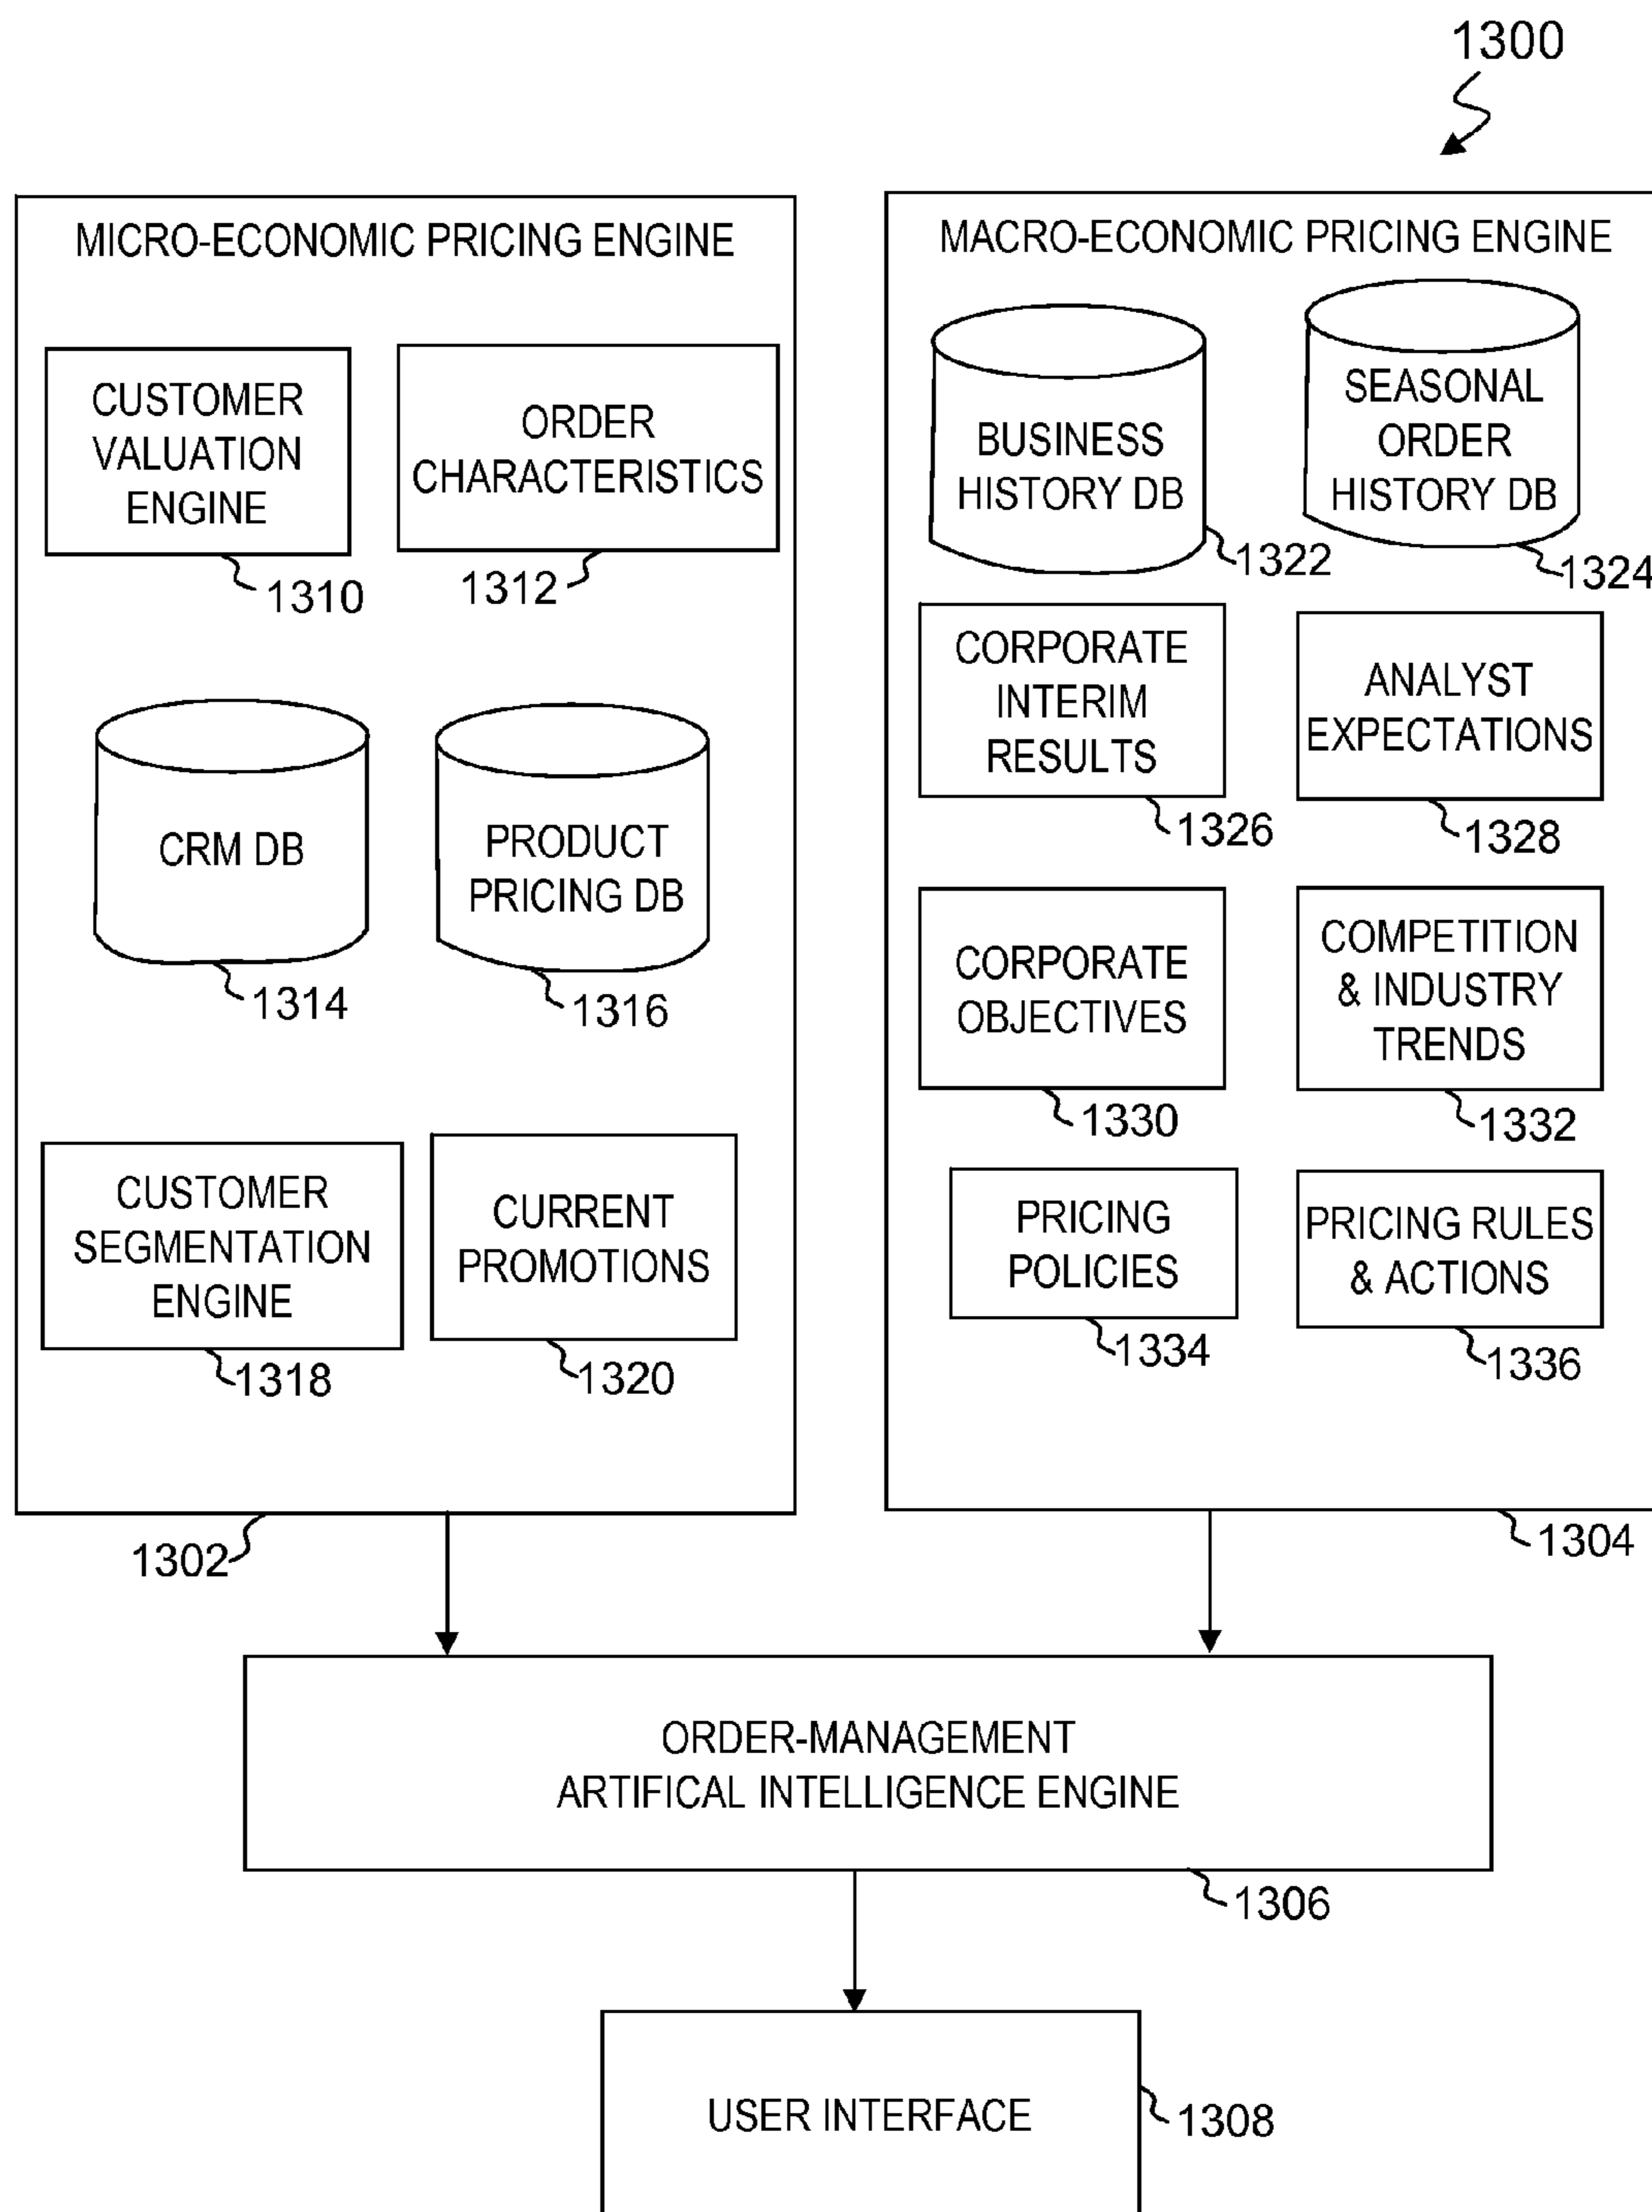 1300
MICRO-ECONOMIC PRICING ENGINE
CUSTOMER
VALUATION
ENGINE
1310
ORDER
CHARACTERISTICS
1312
CRM DB
1314
PRODUCT
PRICING DB
1316
CUSTOMER
SEGMENTATION
ENGINE
1318
CURRENT
PROMOTIONS
1320
1302
MACRO-ECONOMIC PRICING ENGINE
BUSINESS
HISTORY DB
1322
SEASONAL
ORDER
HISTORY DB
1324
CORPORATE
INTERIM
RESULTS
1326
ANALYST
EXPECTATIONS
1328
CORPORATE
OBJECTIVES
1330
COMPETITION
& INDUSTRY
TRENDS
1332
PRICING
POLICIES
1334
PRICING RULES
& ACTIONS
1336
1304
ORDER-MANAGEMENT
ARTIFICAL INTELLIGENCE ENGINE
1306
USER INTERFACE
1308